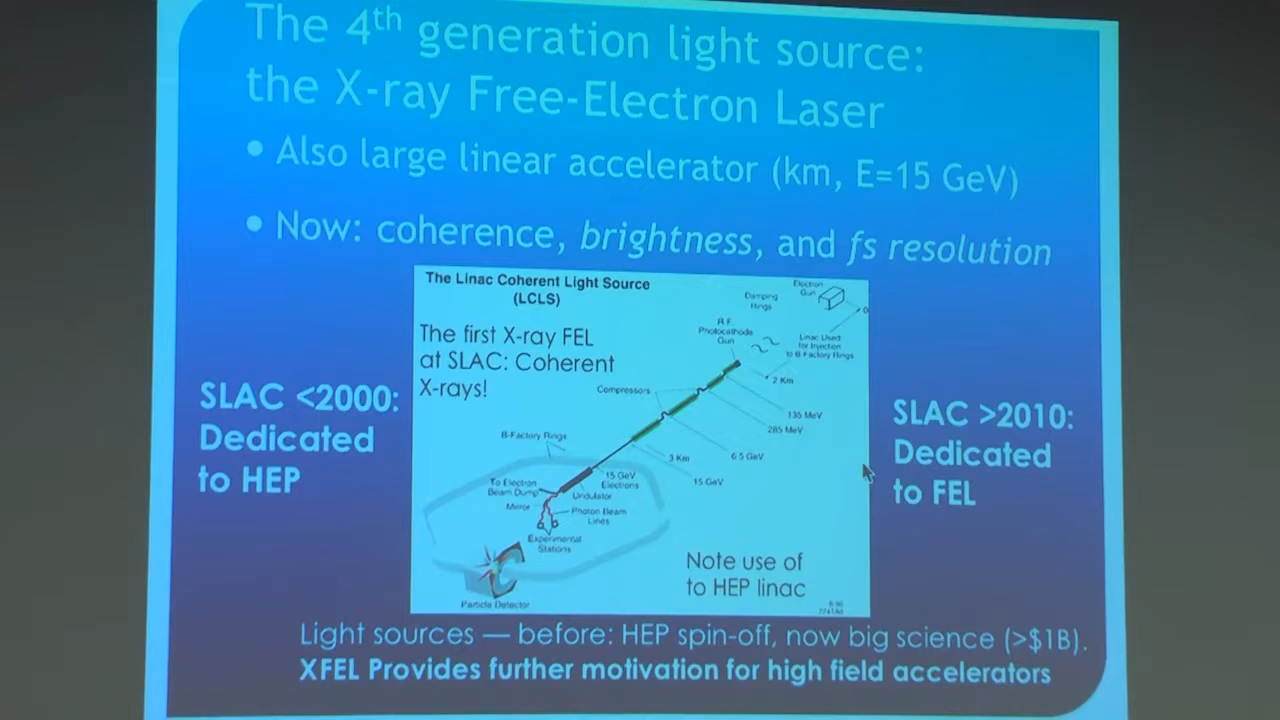 The 4th generation light source:
the X-ray Free-Electron Laser
• Also large linear accelerator (km, E=15 GeV)
• Now: coherence, brightness, and fs resolution
The Linac Coherent Light Source
(LCLS)
The first X-ray FEL
at SLAC: Coherent
X-rays!
Damping
Rings
Electron
Gun
RF
Photocathode
Gun
Linac Used
for Injection
to B-Factory Rings
0
2 Km
Compressors
135 MeV
285 MeV
B-Factory Rings
3 Km
6.5 GeV
15 GeV
15 GeV
Electrons
To Electron
Beam Dump
Undulator
Mirror
Photon Beam
Lines
Experimental
Stations
Particle Detector
Note use of
to HEP linac
SLAC <2000:
Dedicated
to HEP
SLAC >2010:
Dedicated
to FEL
Light sources — before: HEP spin-off, now big science (>$1B).
XFEL Provides further motivation for high field accelerators